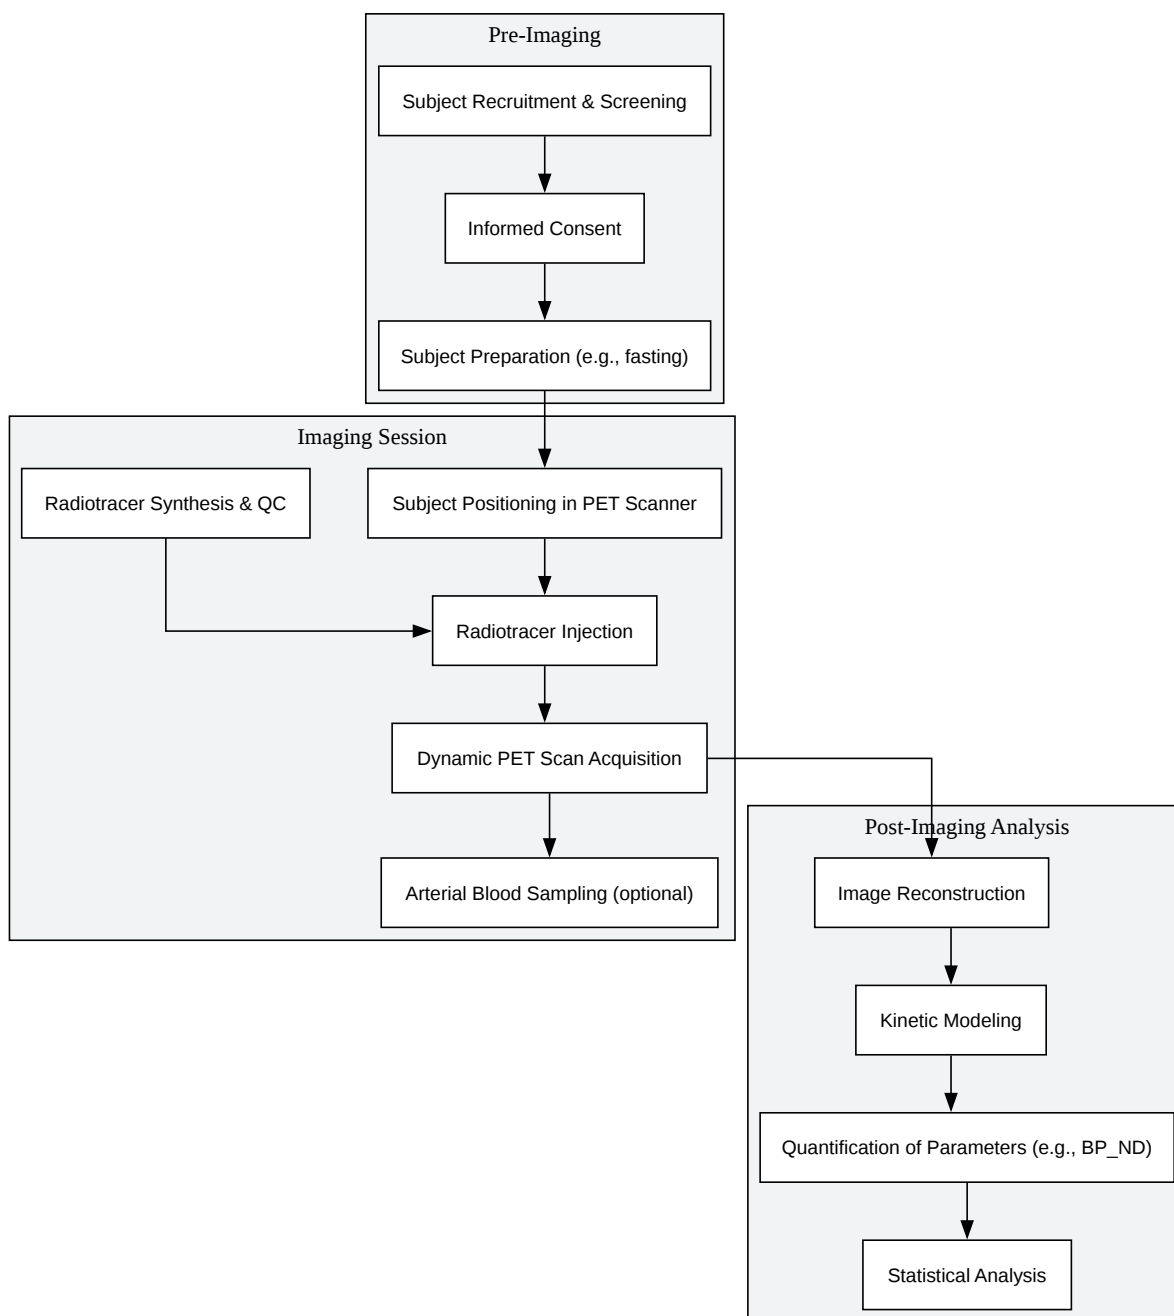 Pre-Imaging
Subject Recruitment & Screening
Informed Consent
Subject Preparation (e.g., fasting)
Imaging Session
Radiotracer Synthesis & QC
Subject Positioning in PET Scanner
Radiotracer Injection
Dynamic PET Scan Acquisition
Arterial Blood Sampling (optional)
Post-Imaging Analysis
Image Reconstruction
Kinetic Modeling
Quantification of Parameters (e.g., BP_ND)
Statistical Analysis